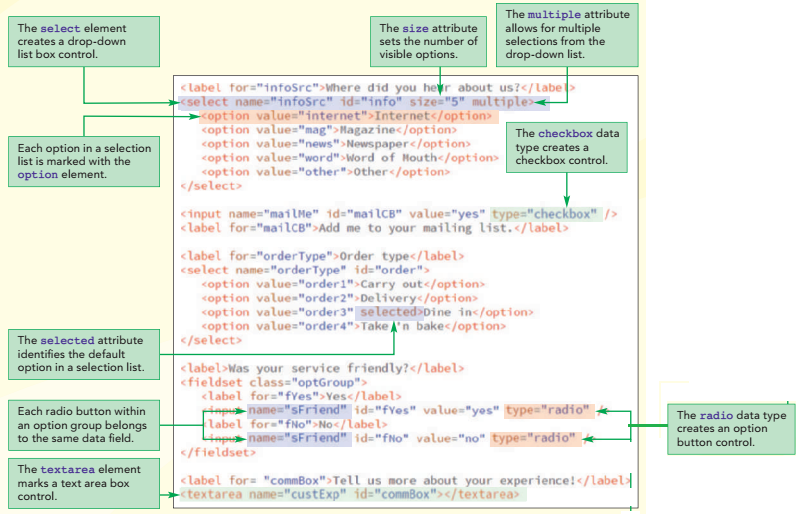 The select element
creates a drop-down
list box control.
The size attribute
sets the number of
visible options.
The multiple attribute
allows for multiple
selections from the
drop-down list.
<label for="infoSrc">Where did you hear about us?</label>
<select name="infoSrc" id="info" size="5" multiple>
<option value="internet">Internet</option>
<option value="mag">Magazine</option>
<option value="news">Newspaper</option>
<option value="word">Word of Mouth</option>
<option value="other">Other</option>
</select>
Each option in a selection
list is marked with the
option element.
The checkbox data
type creates a
checkbox control.
<input name="mailMe" id="mailCB" value="yes" type="checkbox" />
<label for="mailCB">Add me to your mailing list.</label>
<label for="orderType">Order type</label>
<select name="orderType" id="order">
<option value="order1">Carry out</option>
<option value="order2">Delivery</option>
<option value="order3" selected>Dine in</option>
<option value="order4">Take 'n bake</option>
</select>
The selected attribute
identifies the default
option in a selection list.
<label>Was your service friendly?</label>
<fieldset class="optGroup">
<label for="fYes">Yes</label>
<input name="sFriend" id="fYes" value="yes" type="radio" />
<label for="fNo">No</label>
<input name="sFriend" id="fNo" value="no" type="radio" />
</fieldset>
Each radio button within
an option group belongs
to the same data field.
The radio data type
creates an option
button control.
The textarea element
marks a text area box
control.
<label for= "commBox">Tell us more about your experience!</label>
<textarea name="custExp" id="commBox"></textarea>